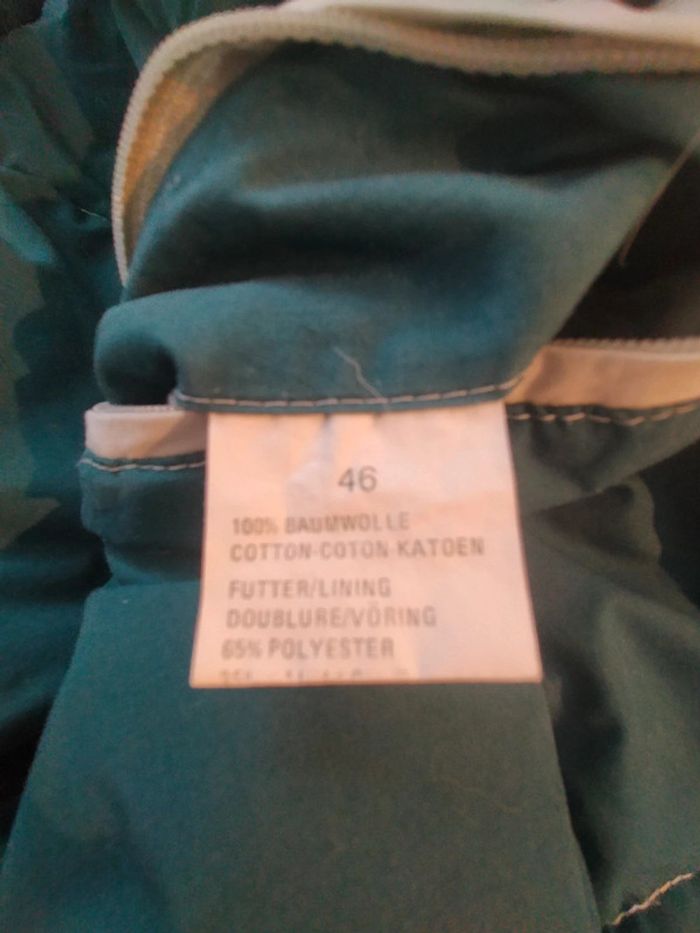 46
100% BAUMWOLLE
COTTON-COTON-KATOEN
FUTTER/LINING
DOUBLURE/VÖRING
65% POLYESTER